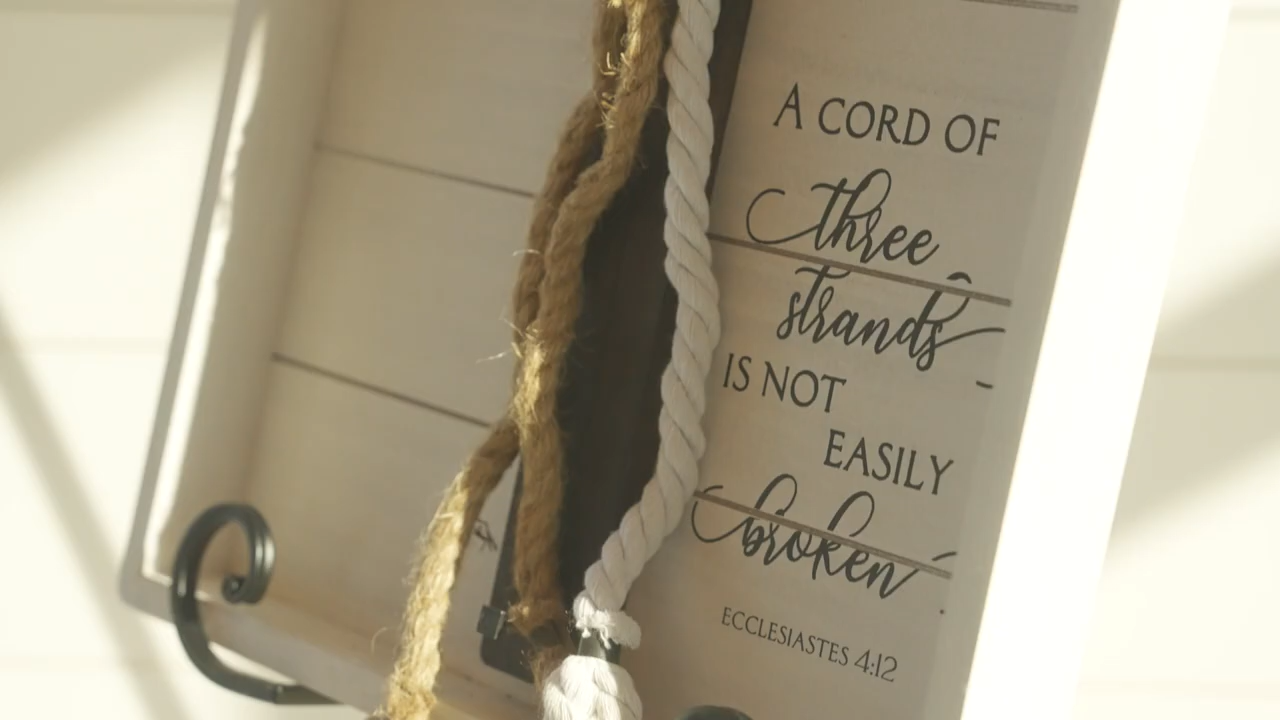 A CORD OF
three
strands
IS NOT
EASILY
broken
ECCLESIASTES 4:12